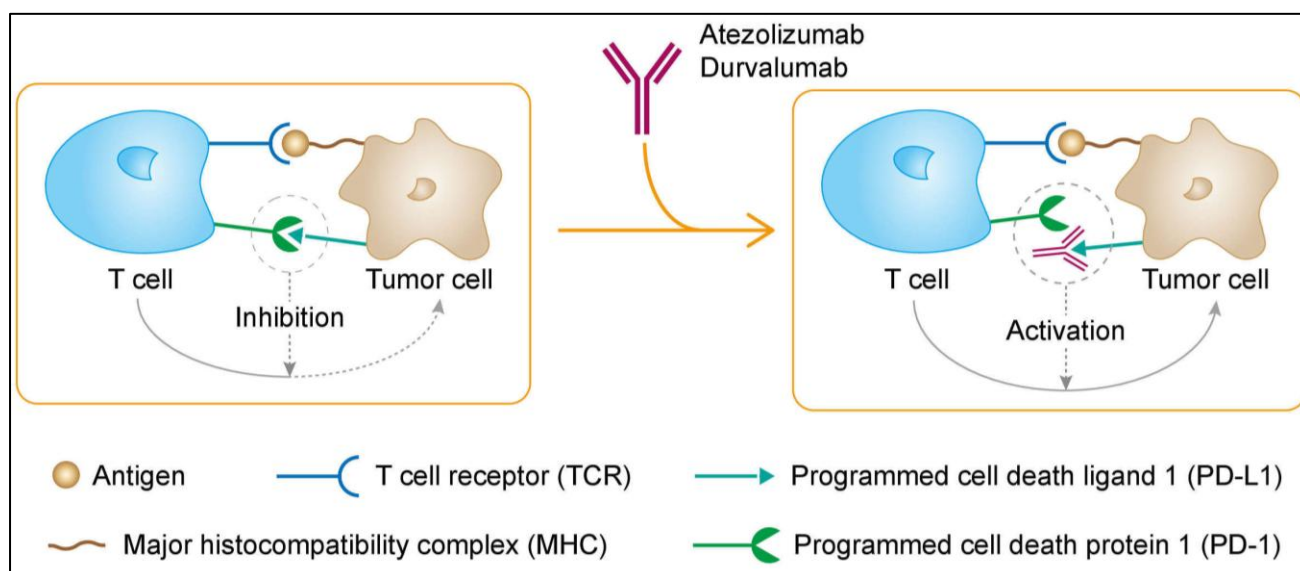 Atezolizumab
Durvalumab
T cell
Tumor cell
Inhibition
T cell
Tumor cell
Activation
Antigen
T cell receptor (TCR)
Programmed cell death ligand 1 (PD-L1)
Major histocompatibility complex (MHC)
Programmed cell death protein 1 (PD-1)